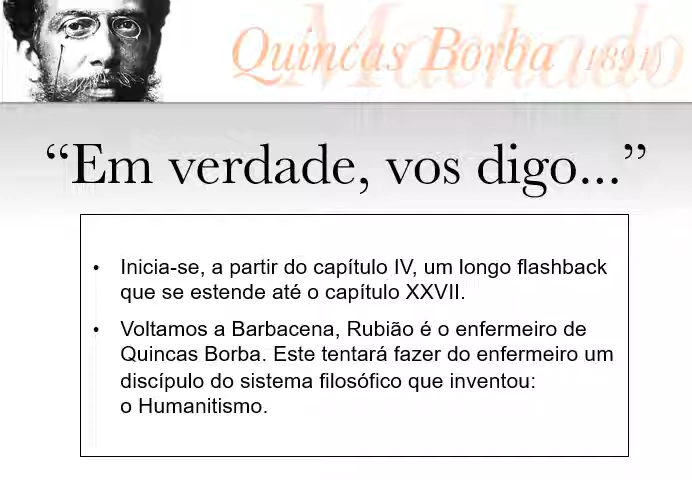 Quincas Borba (1891)
Machado
“Em verdade, vos digo...”
• Inicia-se, a partir do capítulo IV, um longo flashback
que se estende até o capítulo XXVII.
• Voltamos a Barbacena, Rubião é o enfermeiro de
Quincas Borba. Este tentará fazer do enfermeiro um
discípulo do sistema filosófico que inventou:
o Humanitismo.